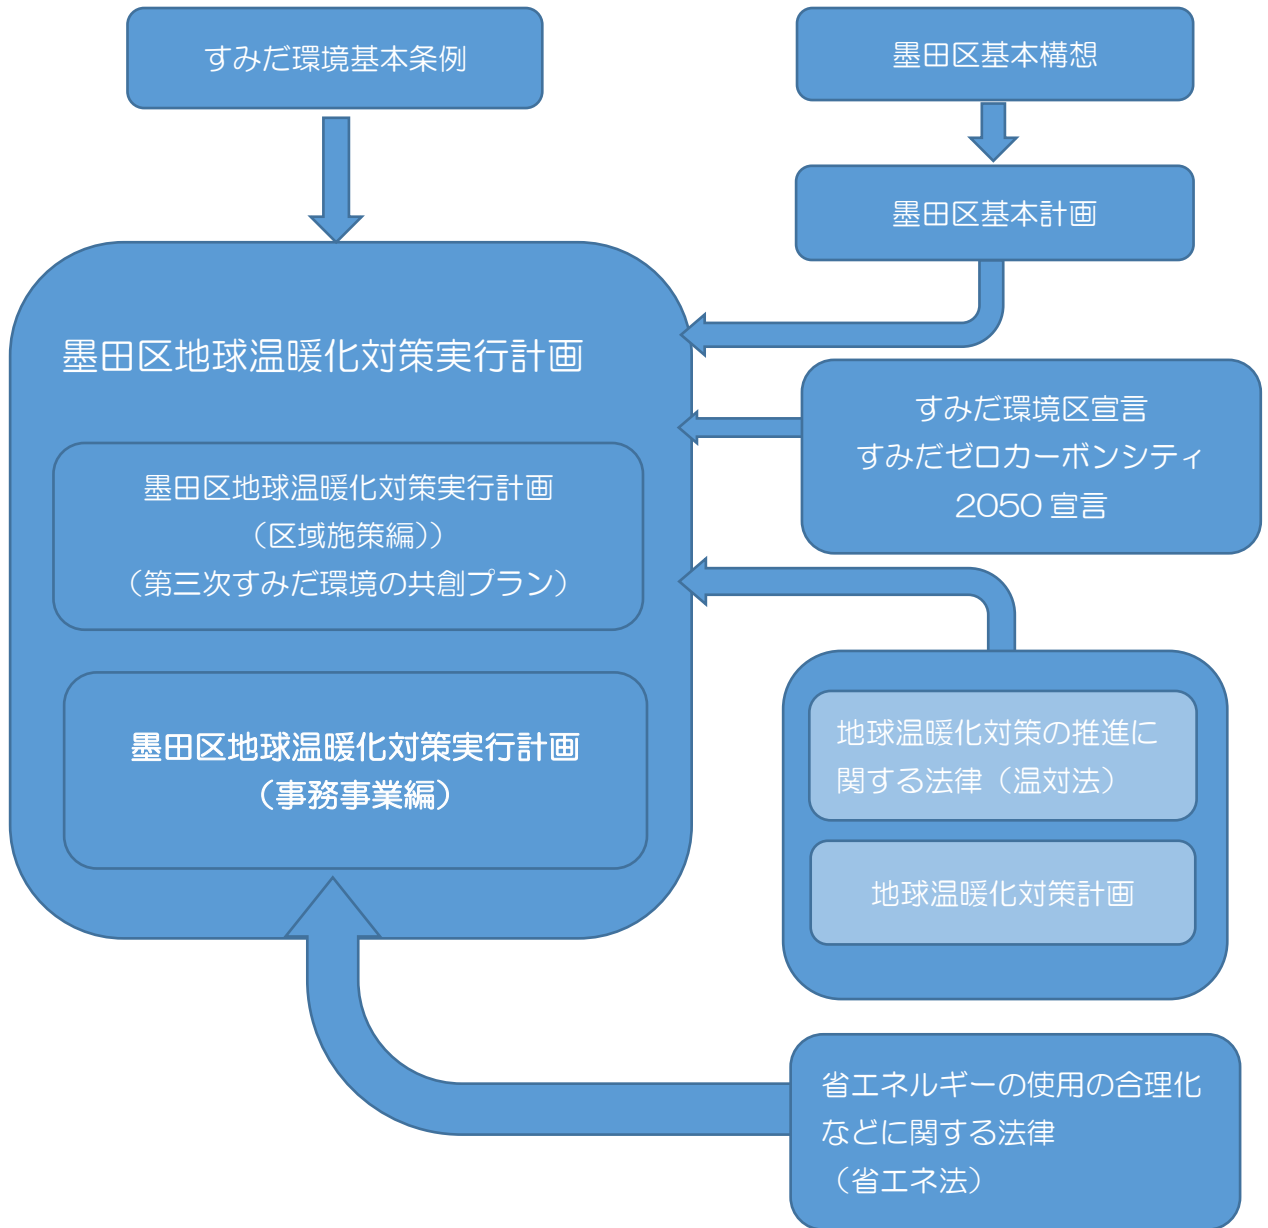 すみだ環境基本条例
墨田区基本構想
墨田区基本計画
墨田区地球温暖化対策実行計画
すみだ環境区宣言
すみだゼロカーボンシティ
2050 宣言
墨田区地球温暖化対策実行計画
（区域施策編））
（第三次すみだ環境の共創プラン）
墨田区地球温暖化対策実行計画
（事務事業編）
地球温暖化対策の推進に
関する法律（温対法）
地球温暖化対策計画
省エネルギーの使用の合理化
などに関する法律
（省エネ法）